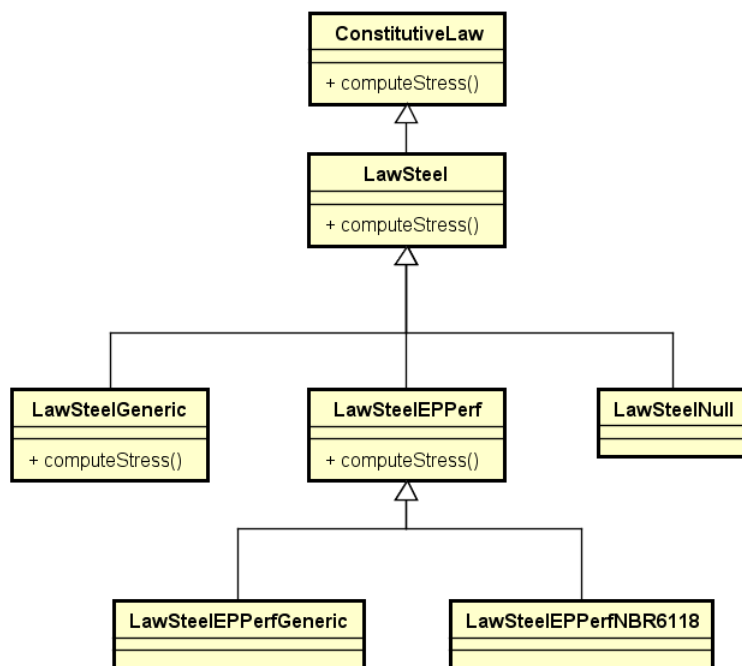 ConstitutiveLaw
+ computeStress()
LawSteel
+ computeStress()
LawSteelGeneric
+ computeStress()
LawSteelEPPerf
+ computeStress()
LawSteelNull
LawSteelEPPerfGeneric
LawSteelEPPerfNBR6118